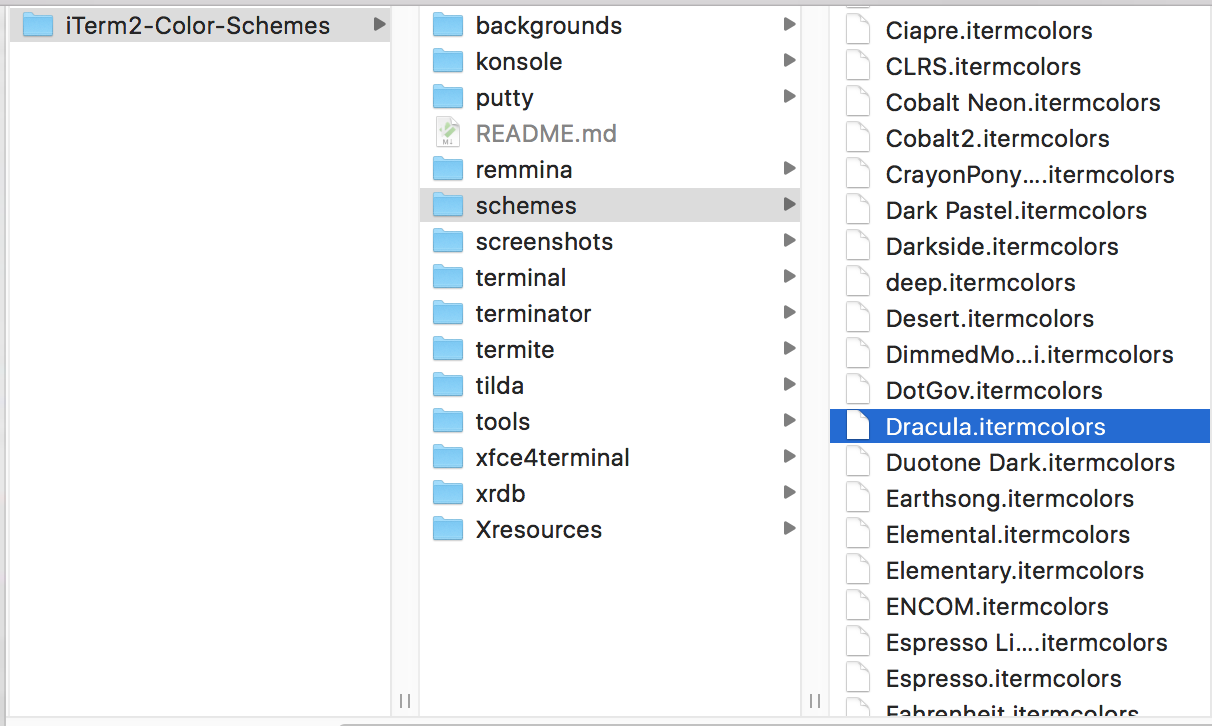 iTerm2-Color-Schemes
backgrounds
konsole
putty
README.md
remmina
schemes
screenshots
terminal
terminator
termite
tilda
tools
xfce4terminal
xrdb
Xresources
Ciapre.itermcolors
CLRS.itermcolors
Cobalt Neon.itermcolors
Cobalt2.itermcolors
CrayonPony....itermcolors
Dark Pastel.itermcolors
Darkside.itermcolors
deep.itermcolors
Desert.itermcolors
DimmedMo...i.itermcolors
DotGov.itermcolors
Dracula.itermcolors
Duotone Dark.itermcolors
Earthsong.itermcolors
Elemental.itermcolors
Elementary.itermcolors
ENCOM.itermcolors
Espresso Li....itermcolors
Espresso.itermcolors
Fahrenheit.itermcolors